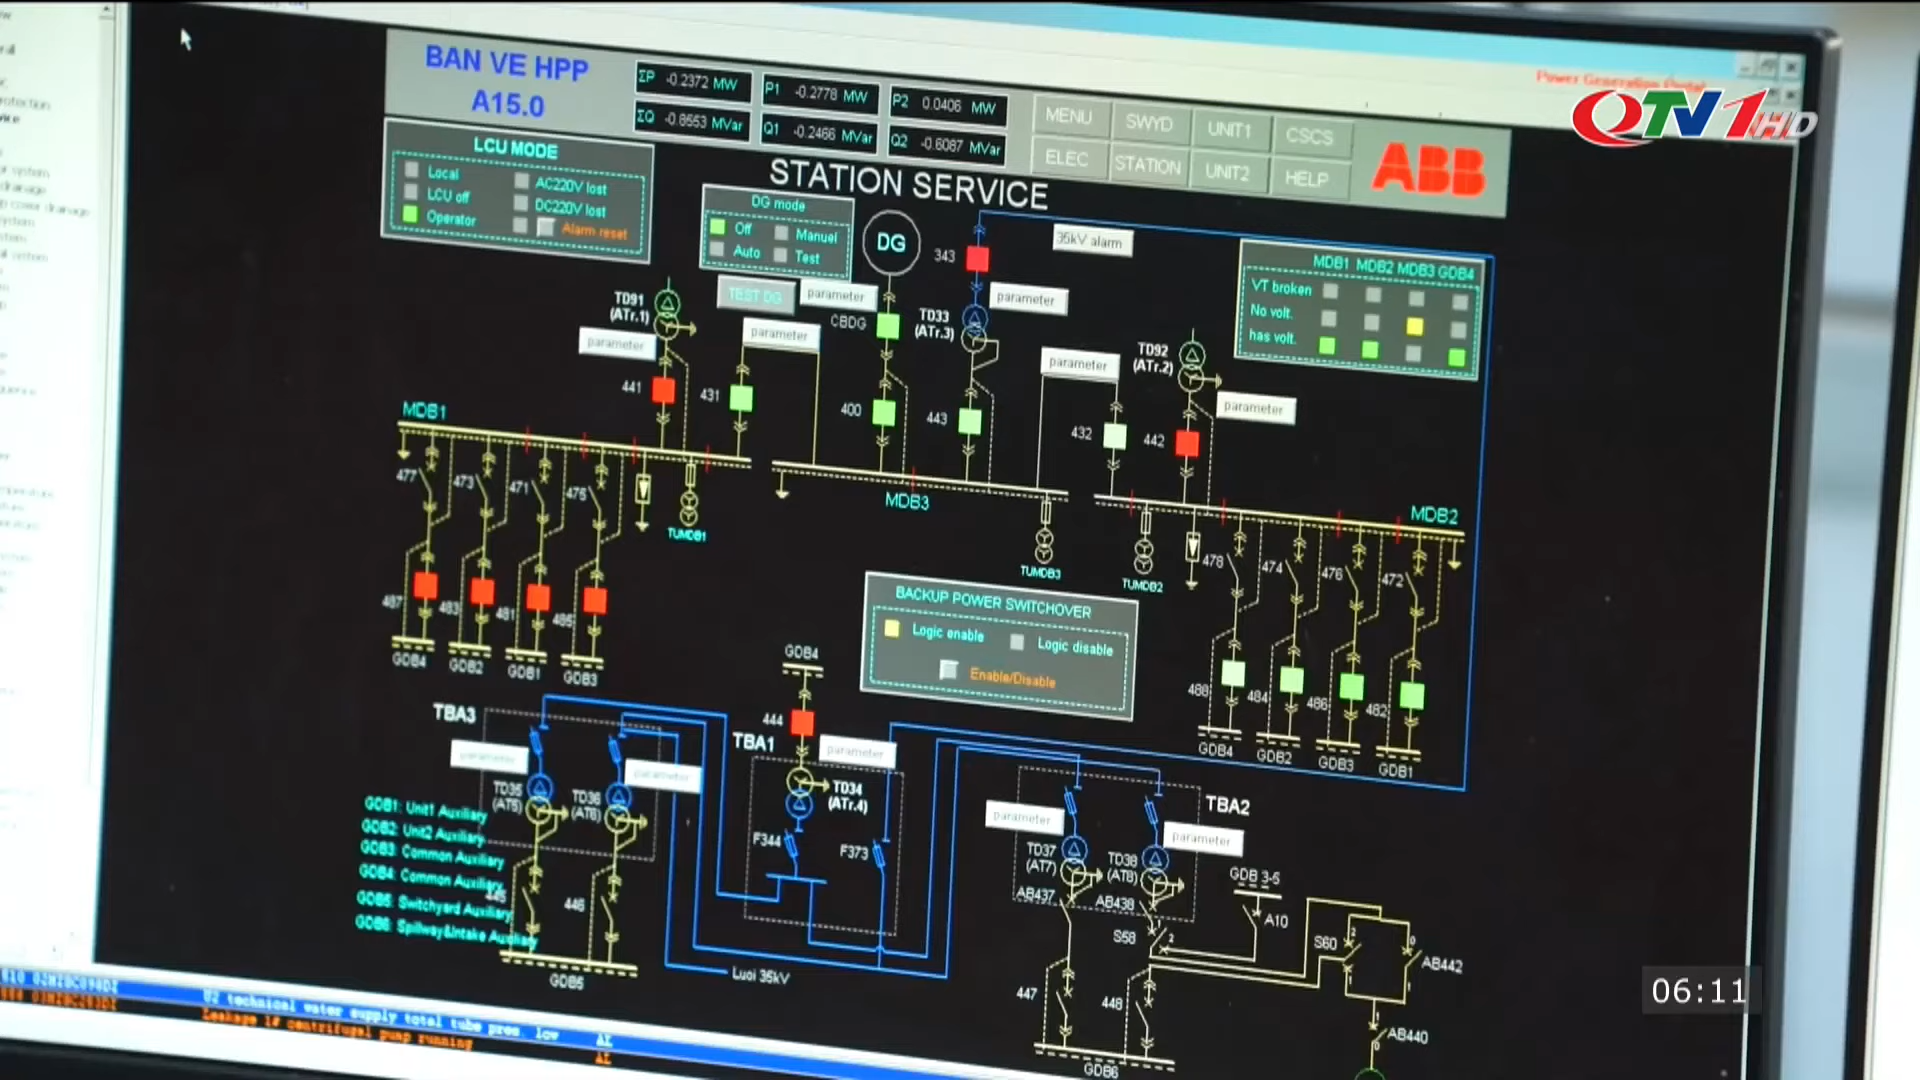 BAN VE HPP
A15.0
ΣP -0.2372 MW
P1 -0.2778 MW
P2 0.0406 MW
ΣQ -0.8553 MVar
Q1 -0.2466 MVar
Q2 -0.6087 MVar
MENU SWYD UNIT1 CSCS
ELEC STATION UNIT2 HELP
ABB
QTV1HD
LCU MODE
Local
LCU off
Operator
AC220V lost
DC220V lost
Alarm reset
STATION SERVICE
DG mode
Off Manuel
Auto Test
TEST DG
parameter
DG
CBDG
343
35kV alarm
parameter
TD33
(ATr.3)
MDB1 MDB2 MDB3 GDB4
VT broken
No volt.
has volt.
TD91
(ATr.1)
parameter
parameter
parameter
TD92
(ATr.2)
parameter
441
431
400
443
432
442
MDB1
MDB3
MDB2
477
473
471
475
TUMDB1
TUMDB3
TUMDB2
478
474
476
472
487
483
481
485
GDB4
GDB2
GDB1
GDB3
BACKUP POWER SWITCHOVER
Logic enable
Logic disable
Enable/Disable
488
484
486
482
GDB4
GDB2
GDB3
GDB1
GDB4
444
TBA3
parameter
parameter
TD35
(AT5)
TD36
(AT6)
TBA1
parameter
TD34
(ATr.4)
F344
F373
TBA2
parameter
parameter
TD37
(AT7)
TD38
(AT8)
AB437
AB438
GDB 3-5
A10
S58
2
S60
AB442
AB440
GDB1: Unit1 Auxiliary
GDB2: Unit2 Auxiliary
GDB3: Common Auxiliary
GDB4: Common Auxiliary
GDB5: Switchyard Auxiliary
GDB6: Spillway&Intake Auxiliary
445
446
GDB5
Luoi 35kV
447
448
GDB6
U2 technical water supply total tube pres. low
Leakage 1# centrifugal pump running
06:11